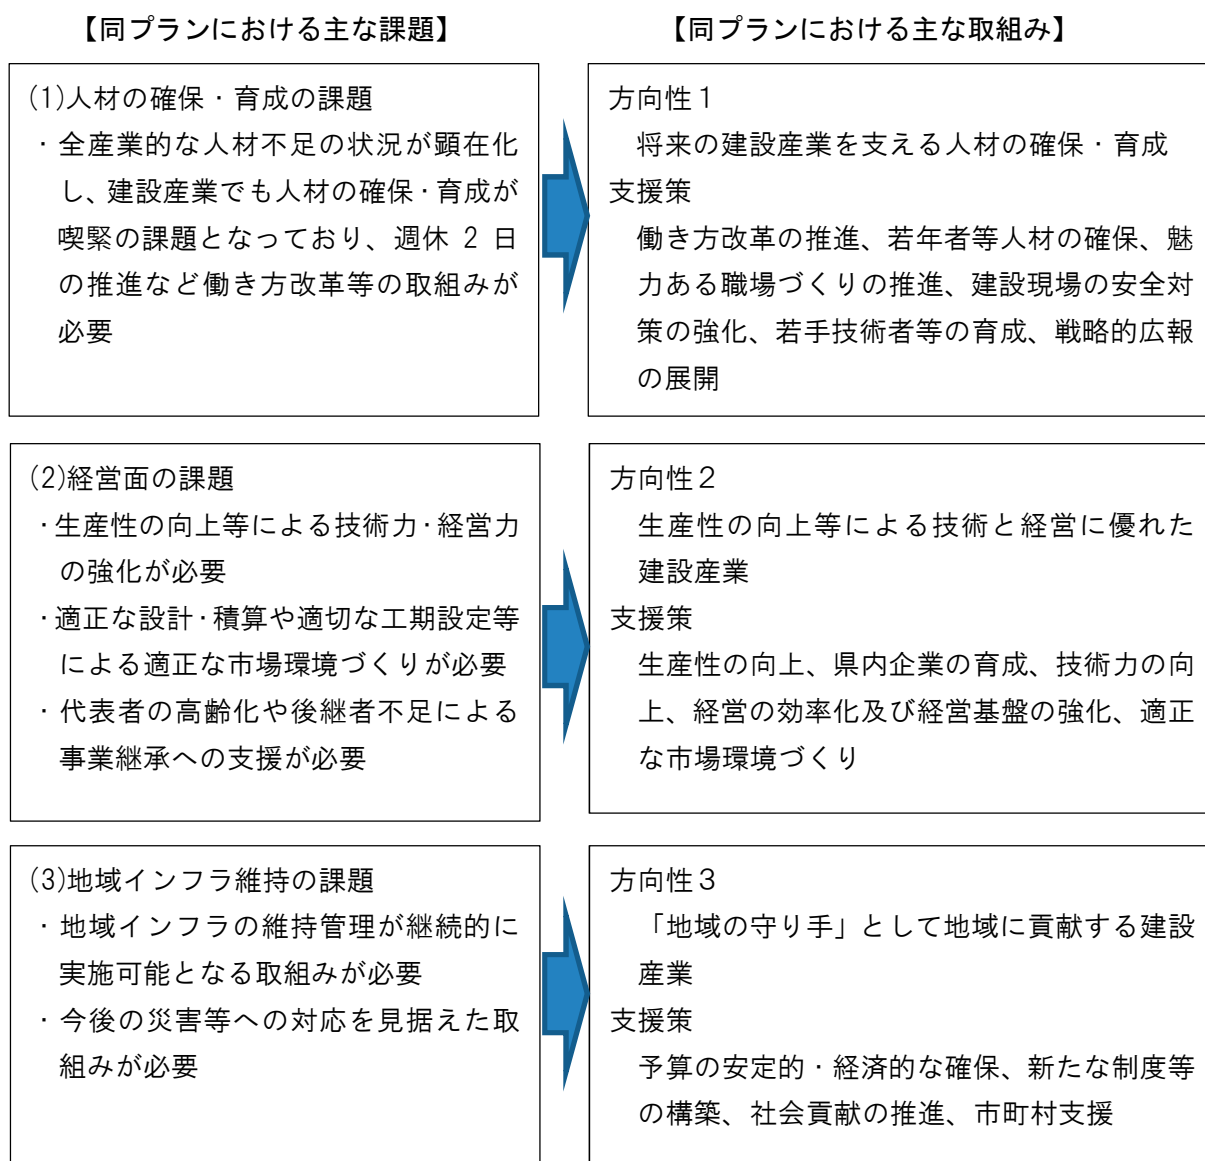 【同プランにおける主な課題】
【同プランにおける主な取組み】
(1)人材の確保・育成の課題
・全産業的な人材不足の状況が顕在化
し、建設産業でも人材の確保・育成が
喫緊の課題となっており、週休 2 日
の推進など働き方改革等の取組みが
必要
方向性1
将来の建設産業を支える人材の確保・育成
支援策
働き方改革の推進、若年者等人材の確保、魅
力ある職場づくりの推進、建設現場の安全対
策の強化、若手技術者等の育成、戦略的広報
の展開
(2)経営面の課題
・生産性の向上等による技術力・経営力
の強化が必要
・適正な設計・積算や適切な工期設定等
による適正な市場環境づくりが必要
・代表者の高齢化や後継者不足による
事業継承への支援が必要
方向性2
生産性の向上等による技術と経営に優れた
建設産業
支援策
生産性の向上、県内企業の育成、技術力の向
上、経営の効率化及び経営基盤の強化、適正
な市場環境づくり
(3)地域インフラ維持の課題
・地域インフラの維持管理が継続的に
実施可能となる取組みが必要
・今後の災害等への対応を見据えた取
組みが必要
方向性3
「地域の守り手」として地域に貢献する建設
産業
支援策
予算の安定的・経済的な確保、新たな制度等
の構築、社会貢献の推進、市町村支援